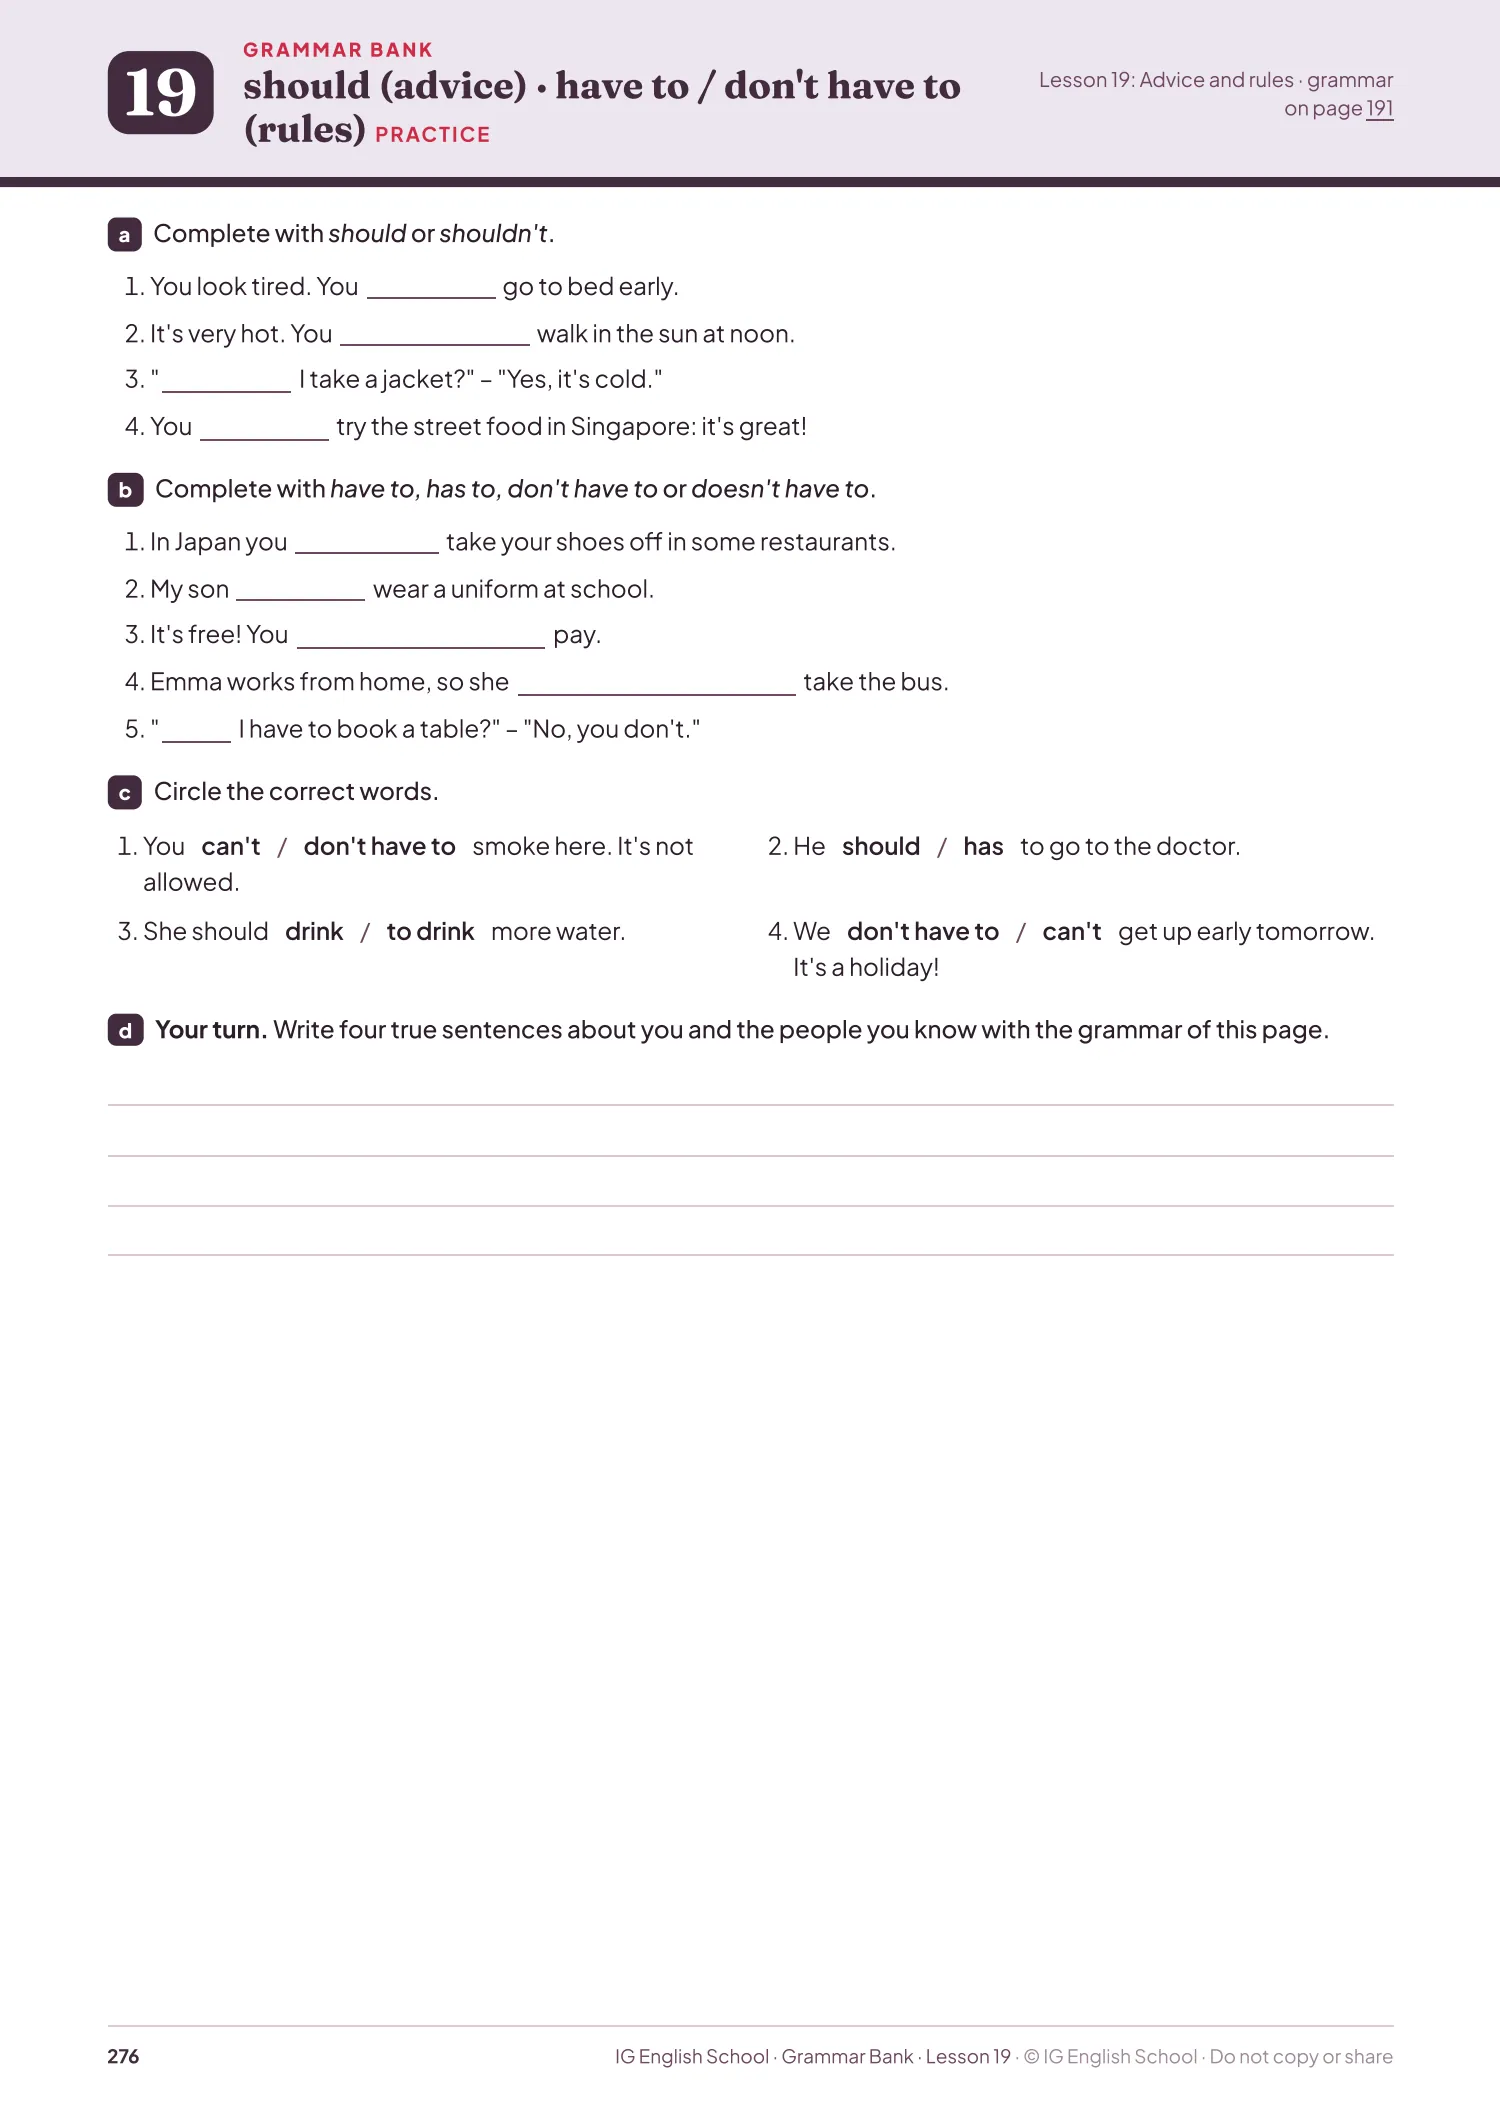 19
GRAMMAR BANK
should (advice) · have to / don't have to
(rules) PRACTICE
Lesson 19: Advice and rules · grammar
on page 191
a Complete with should or shouldn't.
1. You look tired. You __________ go to bed early.
2. It's very hot. You __________ walk in the sun at noon.
3. "__________ I take a jacket?" – "Yes, it's cold."
4. You __________ try the street food in Singapore: it's great!
b Complete with have to, has to, don't have to or doesn't have to.
1. In Japan you __________ take your shoes off in some restaurants.
2. My son __________ wear a uniform at school.
3. It's free! You __________ pay.
4. Emma works from home, so she __________ take the bus.
5. "_____ I have to book a table?" – "No, you don't."
c Circle the correct words.
1. You can't / don't have to smoke here. It's not
allowed.
2. He should / has to go to the doctor.
3. She should drink / to drink more water.
4. We don't have to / can't get up early tomorrow.
It's a holiday!
d Your turn. Write four true sentences about you and the people you know with the grammar of this page.
276
IG English School · Grammar Bank · Lesson 19 · © IG English School · Do not copy or share